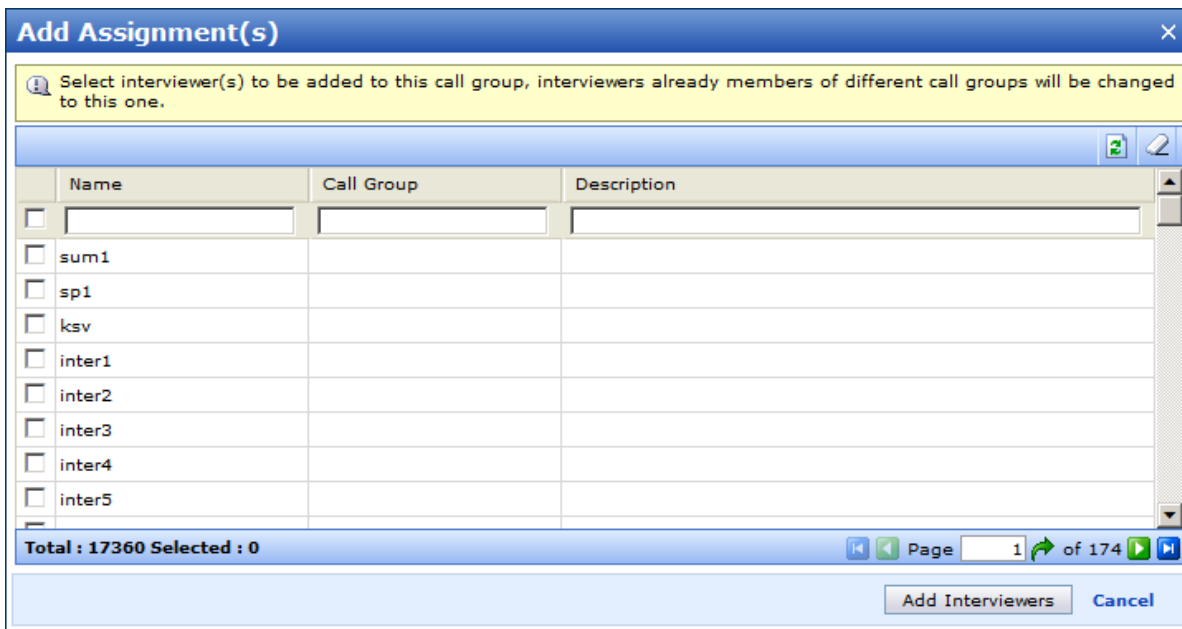 Add Assignment(s)
Select interviewer(s) to be added to this call group, interviewers already members of different call groups will be changed
to this one.
Name Call Group Description
sum1
sp1
ksv
inter1
inter2
inter3
inter4
inter5
Total : 17360 Selected : 0 Page 1 of 174
Add Interviewers Cancel